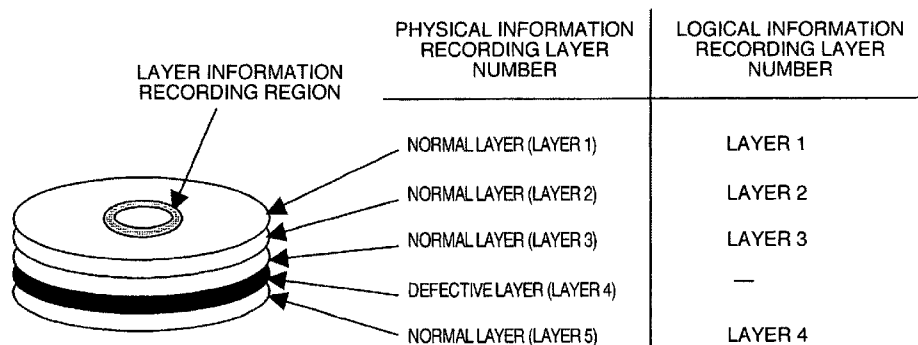 PHYSICAL INFORMATION
RECORDING LAYER
NUMBER
LOGICAL INFORMATION
RECORDING LAYER
NUMBER
LAYER INFORMATION
RECORDING REGION
NORMAL LAYER (LAYER 1)
LAYER 1
NORMAL LAYER (LAYER 2)
LAYER 2
NORMAL LAYER (LAYER 3)
LAYER 3
DEFECTIVE LAYER (LAYER 4)
—
NORMAL LAYER (LAYER 5)
LAYER 4